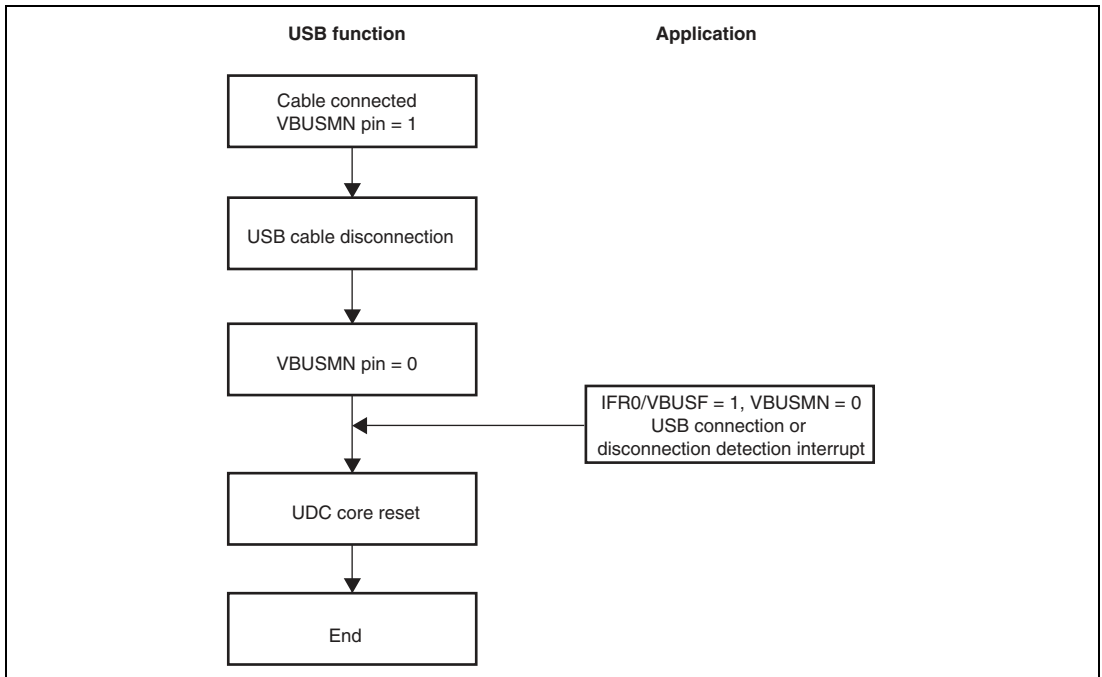 USB function
Application
Cable connected
VBUSMN pin = 1
USB cable disconnection
VBUSMN pin = 0
IFR0/VBUSF = 1, VBUSMN = 0
USB connection or
disconnection detection interrupt
UDC core reset
End